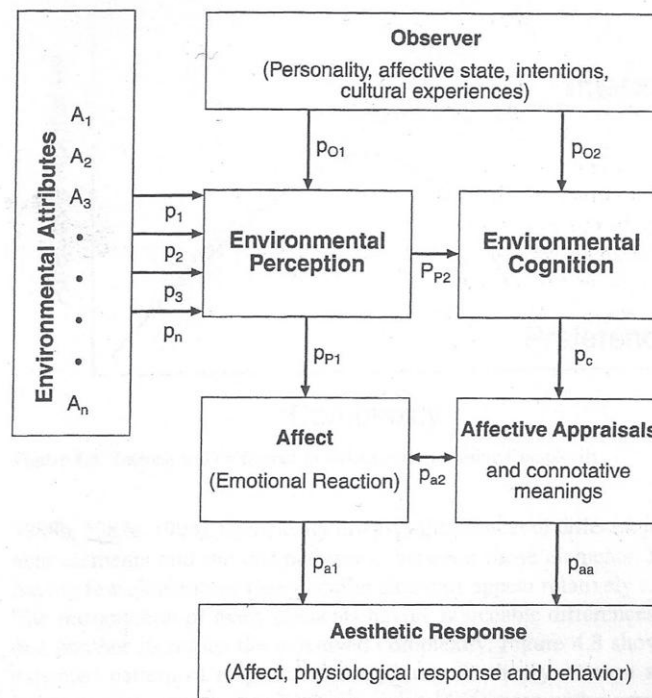 Observer
(Personality, affective state, intentions,
cultural experiences)
Environmental Attributes
A1
A2
A3
An
pO1
pO2
p1
p2
p3
pn
Environmental
Perception
PP2
Environmental
Cognition
pP1
pc
Affect
(Emotional Reaction)
pa2
Affective Appraisals
and connotative
meanings
pa1
paa
Aesthetic Response
(Affect, physiological response and behavior)